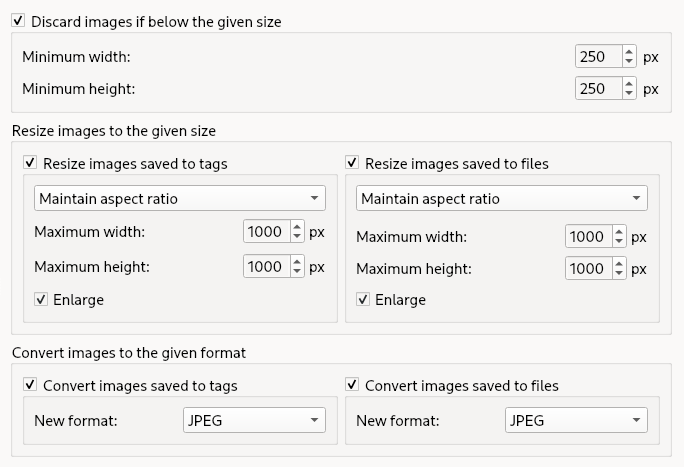 Discard images if below the given size
Minimum width: 250 px
Minimum height: 250 px
Resize images to the given size
Resize images saved to tags
Maintain aspect ratio
Maximum width: 1000 px
Maximum height: 1000 px
Enlarge
Resize images saved to files
Maintain aspect ratio
Maximum width: 1000 px
Maximum height: 1000 px
Enlarge
Convert images to the given format
Convert images saved to tags
New format: JPEG
Convert images saved to files
New format: JPEG